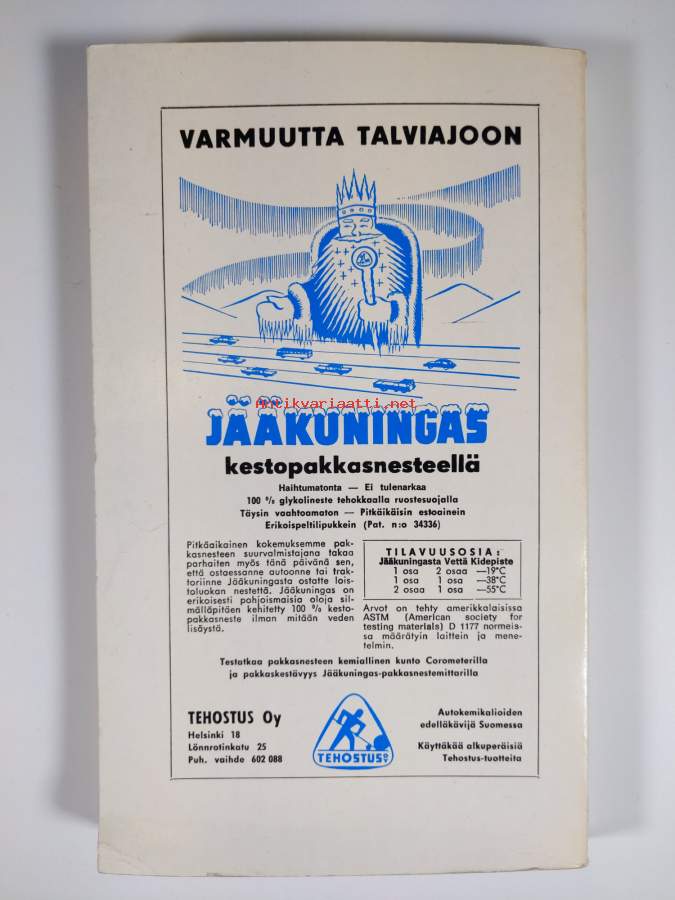 VARMUUTTA TALVIAJOON
antikvariaatti.net
JÄÄKUNINGAS
kestopakkasnesteellä
Haihtumatonta — Ei tulenarkaa
100 % glykolineste tehokkaalla ruostesuojalla
Täysin vaahtoamaton — Pitkäikäisin estoainein
Erikoispeltilipukkein (Pat. n:o 34336)
Pitkäaikainen kokemuksemme pak-
kasnesteen suurvalmistajana takaa
parhaiten myös tänä päivänä sen,
että ostaessanne autoonne tai trak-
toriinne Jääkuningasta ostatte lois-
toluokan nestettä. Jääkuningas on
erikoisesti pohjoismaisia oloja sil-
mälläpitäen kehitetty 100 % kesto-
pakkasneste ilman mitään veden
lisäystä.
TILAVUUSOSIA:
Jääkuningasta Vettä Kidepiste
1 osa 2 osaa —19°C
1 osa 1 osa —38°C
2 osaa 1 osa —55°C
Arvot on tehty amerikkalaisissa
ASTM (American society for
testing materials) D 1177 normeis-
sa määrätyin laittein ja mene-
telmin.
Testatkaa pakkasnesteen kemiallinen kunto Corometerilla
ja pakkaskestävyys Jääkuningas-pakkasnestemittarilla
TEHOSTUS Oy
Helsinki 18
Lönnrotinkatu 25
Puh. vaihde 602 088
TEHOSTUS OY
Autokemikalioiden
edelläkävijä Suomessa
Käyttäkää alkuperäisiä
Tehostus-tuotteita